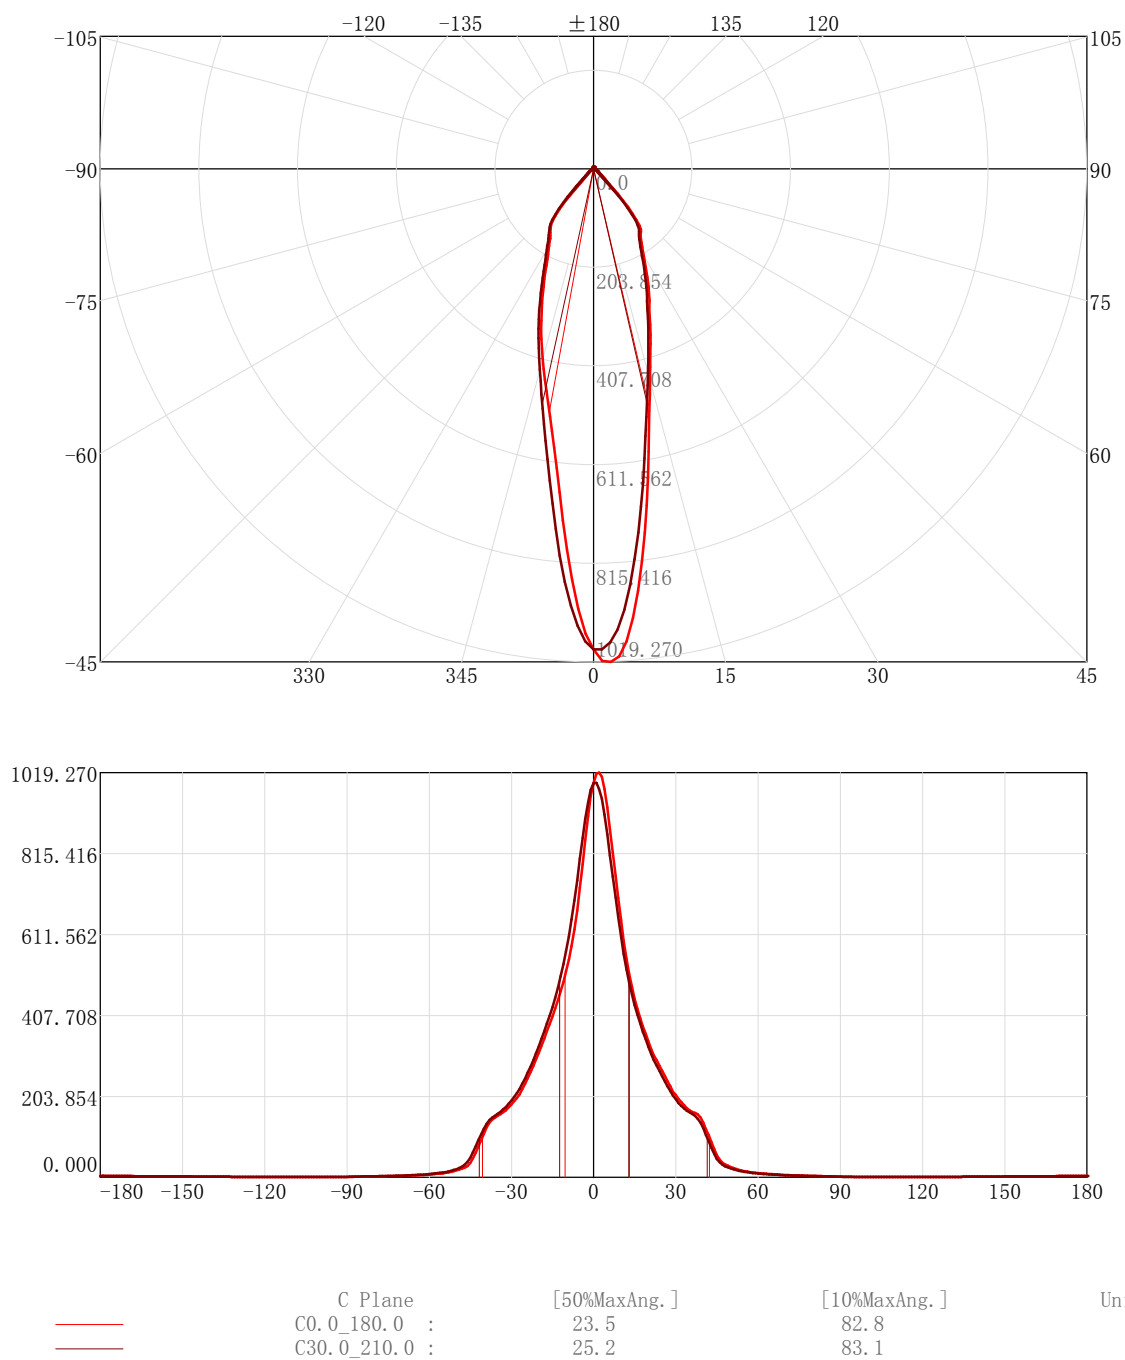 -120 -135 ±180 135 120
-105 105
-90 90
0.0
203.854
-75 75
407.708
-60 60
611.562
815.416
1019.270
-45 330 345 0 15 30 45
1019.270
815.416
611.562
407.708
203.854
0.000
-180 -150 -120 -90 -60 -30 0 30 60 90 120 150 180
C Plane [50%MaxAng.] [10%MaxAng.] Un
C0.0_180.0 : 23.5 82.8
C30.0_210.0 : 25.2 83.1